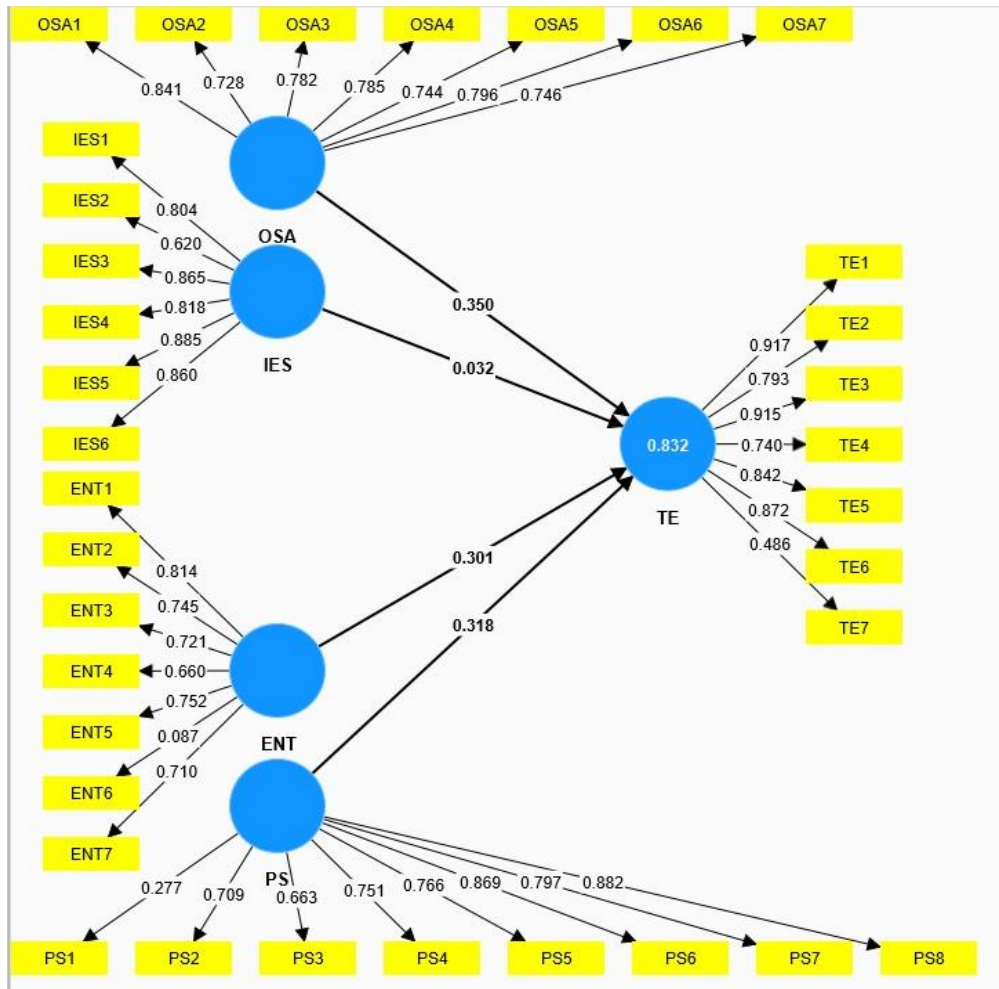 OSA1 OSA2 OSA3 OSA4 OSA5 OSA6 OSA7
0.841 0.728 0.782 0.785 0.744 0.796 0.746
OSA
IES1
IES2
IES3
IES4
IES5
IES6
0.804
0.620
0.865
0.818
0.885
0.860
IES
ENT1
ENT2
ENT3
ENT4
ENT5
ENT6
ENT7
0.814
0.745
0.721
0.660
0.752
0.087
0.710
ENT
PS
0.277 0.709 0.663 0.751 0.766 0.869 0.797 0.882
PS1 PS2 PS3 PS4 PS5 PS6 PS7 PS8
0.350
0.032
0.301
0.318
0.832
TE
0.917
0.793
0.915
0.740
0.842
0.872
0.486
TE1
TE2
TE3
TE4
TE5
TE6
TE7